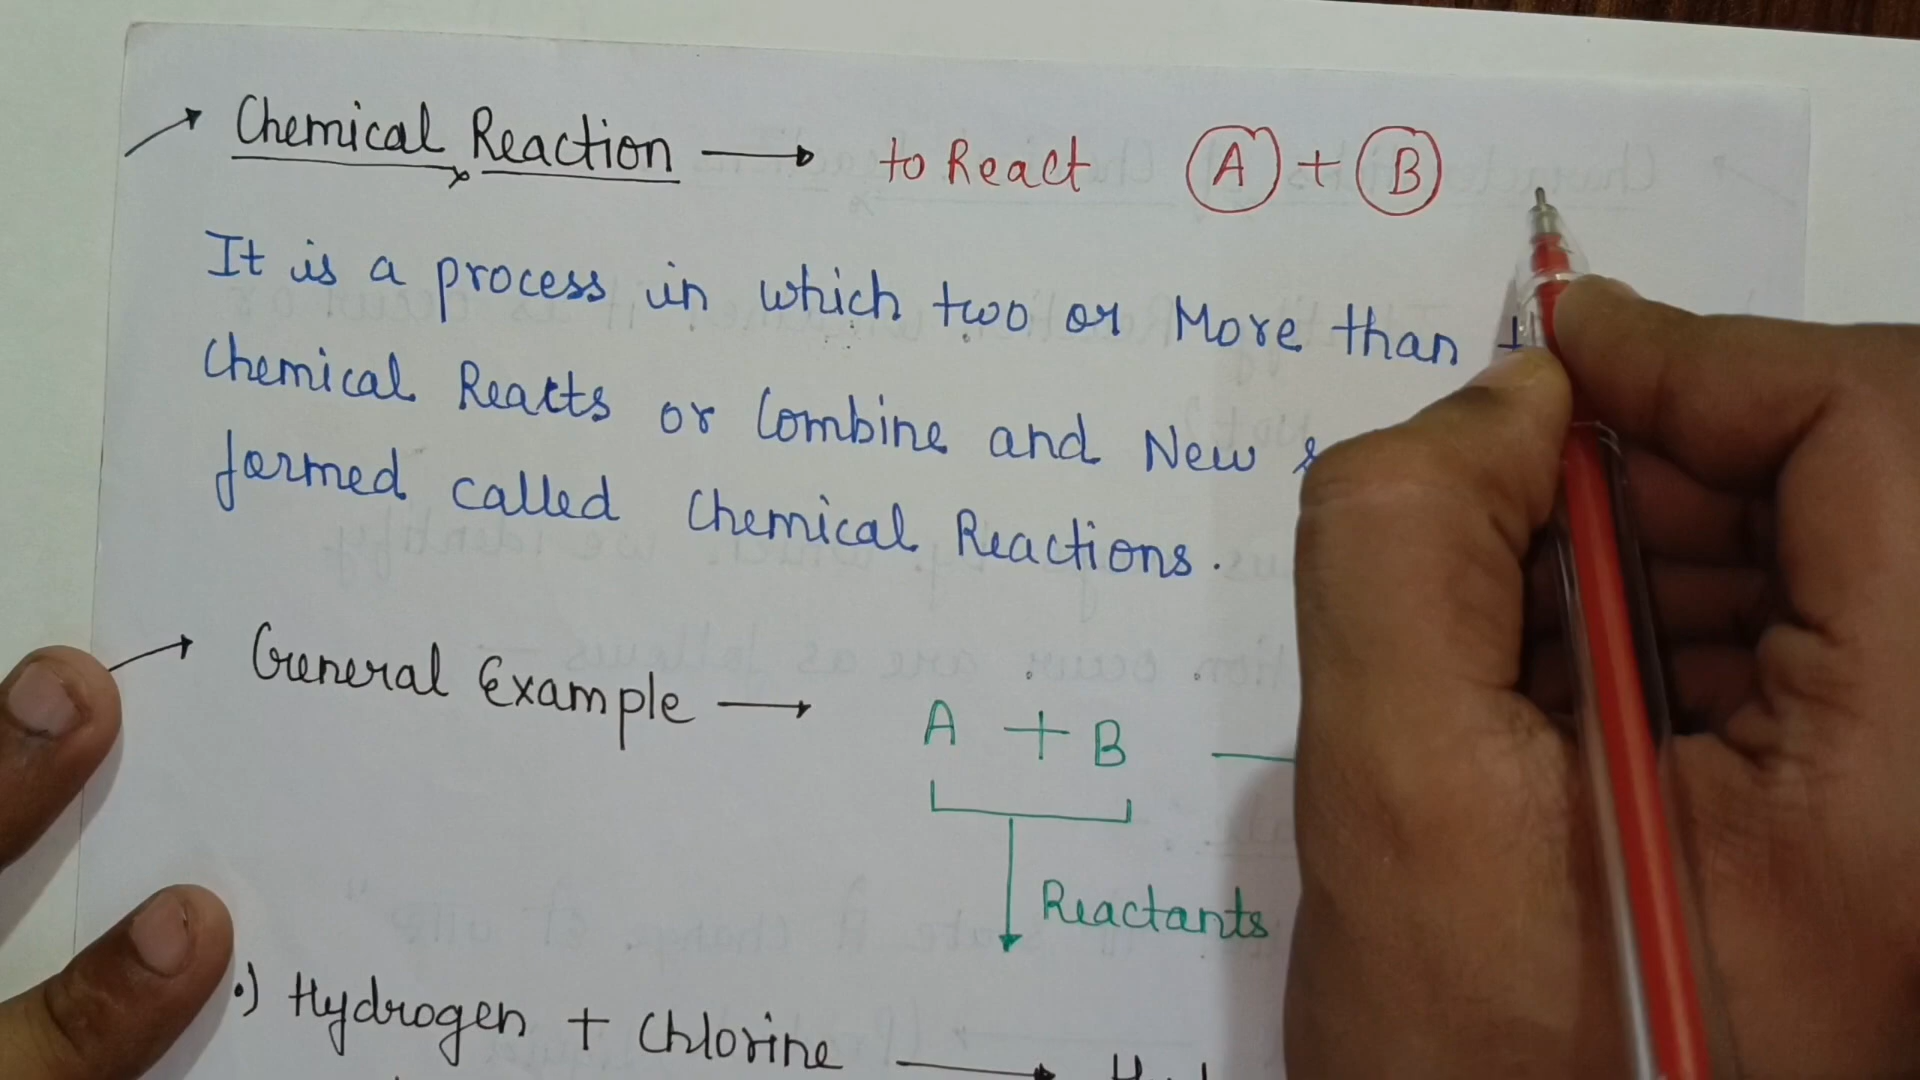 Chemical Reaction → to React A + B
It is a process in which two or More than
Chemical Reacts or Combine and New
formed called Chemical Reactions.
General Example → A + B
Reactants
•) Hydrogen + Chlorine →